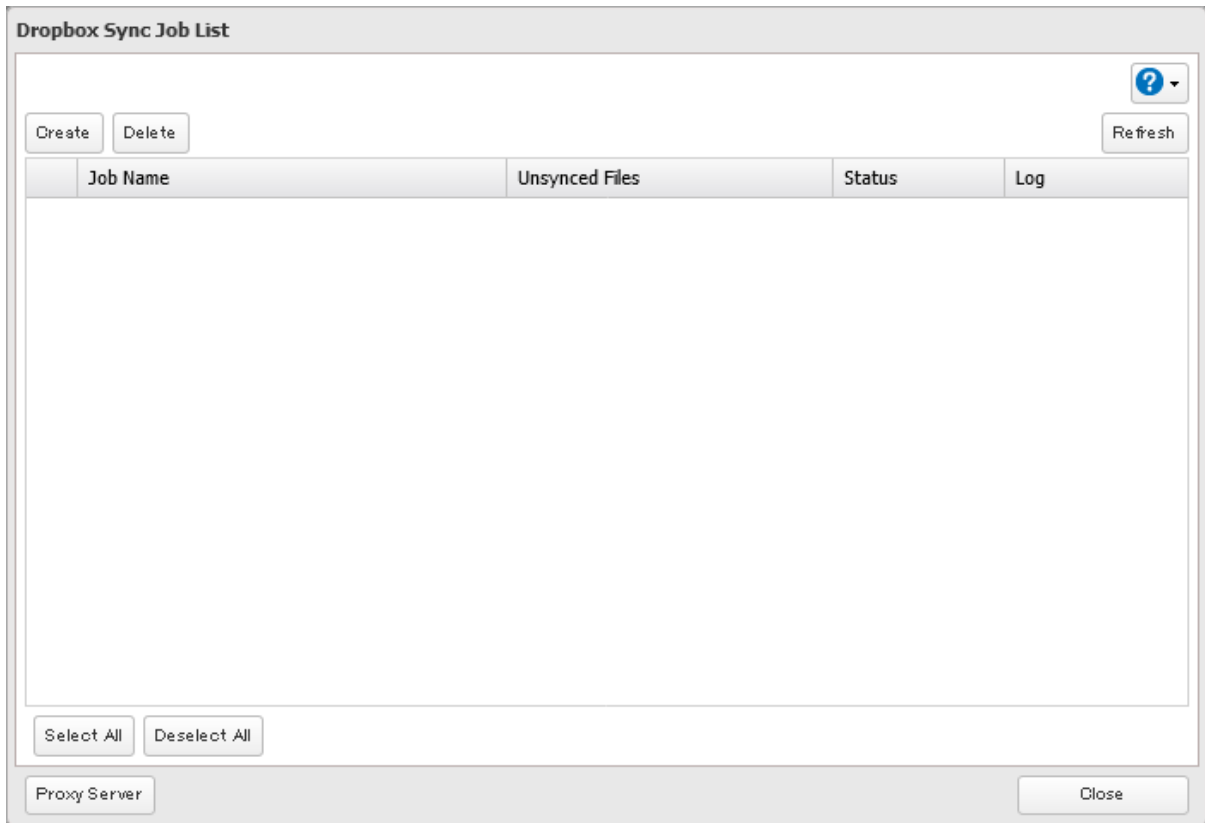 Dropbox Sync Job List
?
Create Delete Refresh
Job Name Unsynced Files Status Log
Select All Deselect All
Proxy Server Close